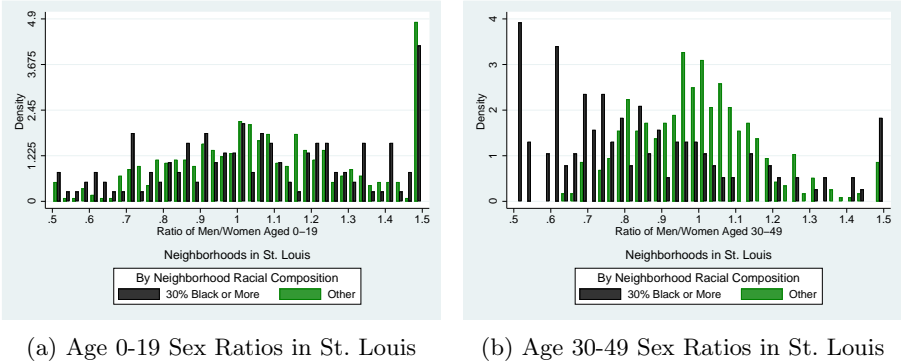 Density
0
1.225
2.45
3.675
4.9
.5 .6 .7 .8 .9 1 1.1 1.2 1.3 1.4 1.5
Ratio of Men/Women Aged 0−19
Neighborhoods in St. Louis
By Neighborhood Racial Composition
30% Black or More Other
(a) Age 0-19 Sex Ratios in St. Louis
Density
0
1
2
3
4
.5 .6 .7 .8 .9 1 1.1 1.2 1.3 1.4 1.5
Ratio of Men/Women Aged 30−49
Neighborhoods in St. Louis
By Neighborhood Racial Composition
30% Black or More Other
(b) Age 30-49 Sex Ratios in St. Louis